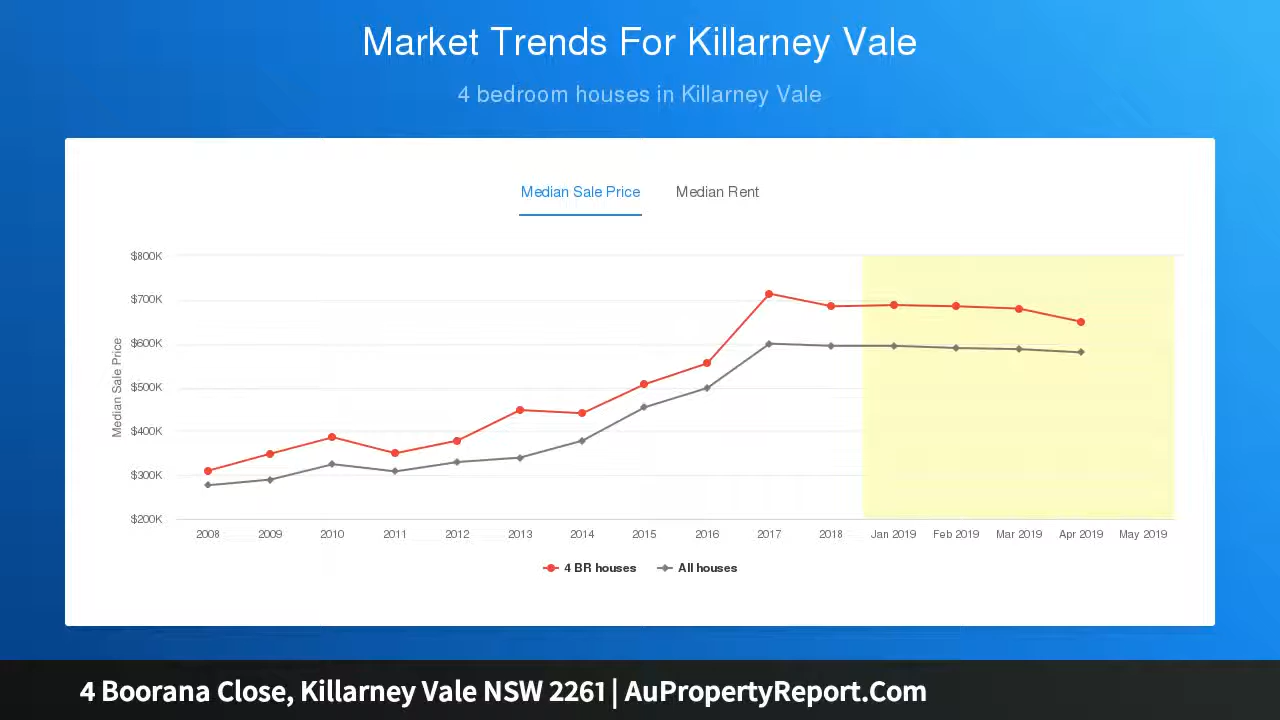 Market Trends For Killarney Vale
4 bedroom houses in Killarney Vale
Median Sale Price Median Rent
$800K
$700K
$600K
$500K
$400K
$300K
$200K
Median Sale Price
2008 2009 2010 2011 2012 2013 2014 2015 2016 2017 2018 Jan 2019 Feb 2019 Mar 2019 Apr 2019 May 2019
4 BR houses All houses
4 Boorana Close, Killarney Vale NSW 2261 | AuPropertyReport.Com